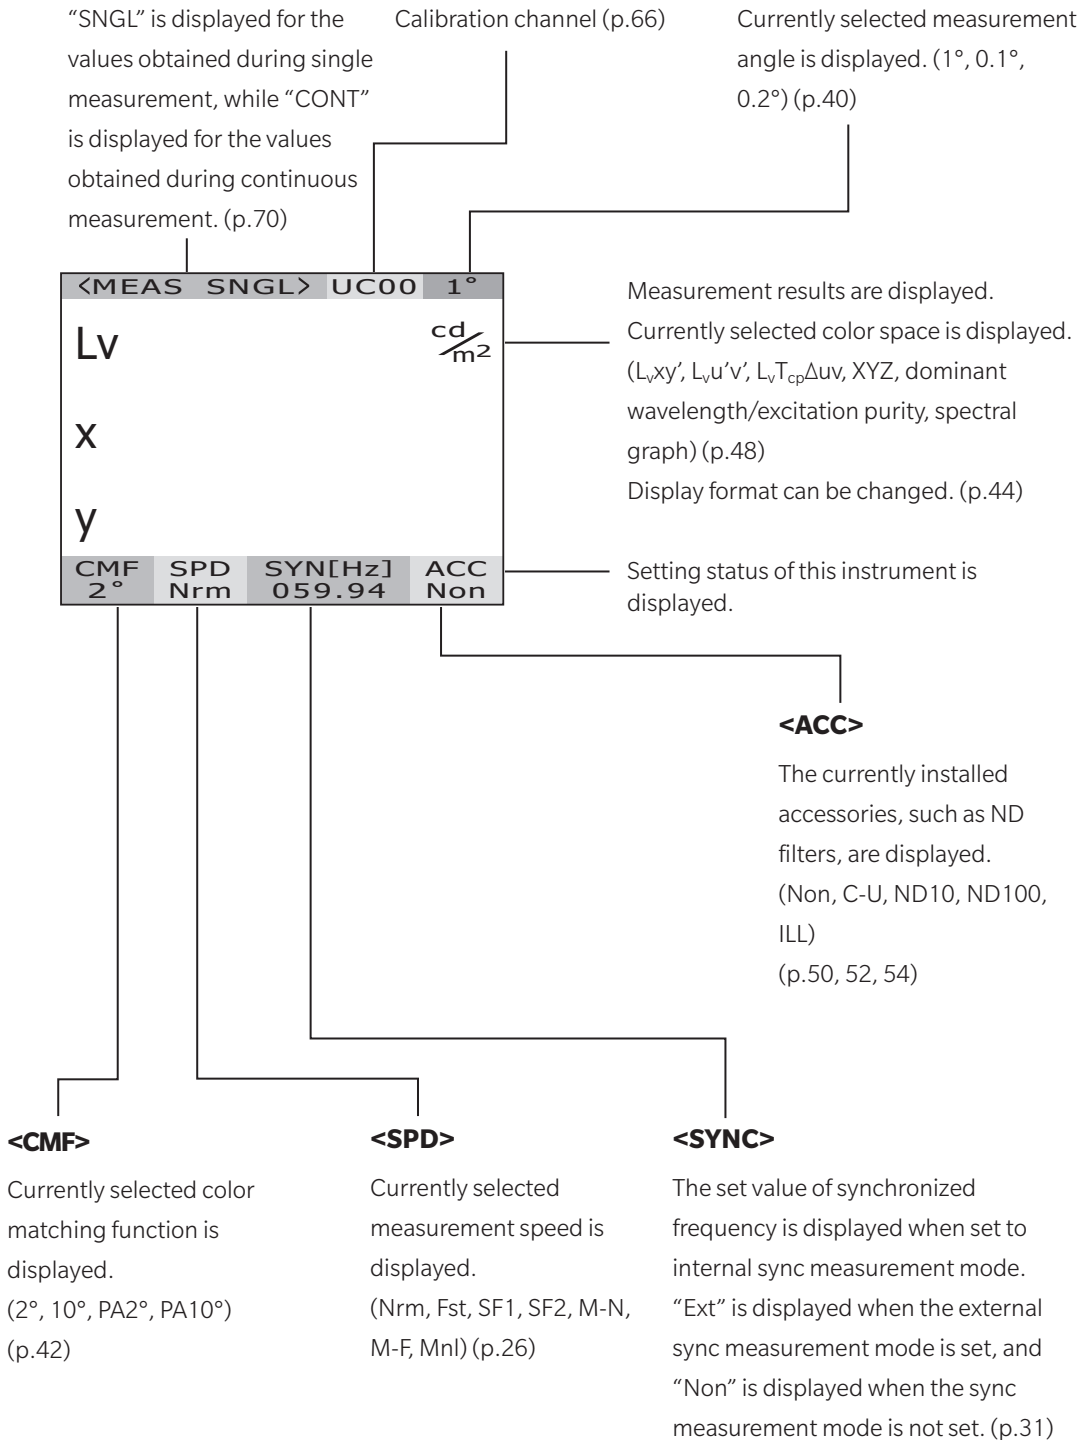 “SNGL” is displayed for the
values obtained during single
measurement, while “CONT”
is displayed for the values
obtained during continuous
measurement. (p.70)
Calibration channel (p.66)
Currently selected measurement
angle is displayed. (1°, 0.1°,
0.2°) (p.40)
<MEAS SNGL> UC00 1°
Lv cd/m2
x
y
CMF SPD SYN[Hz] ACC
2° Nrm 059.94 Non
Measurement results are displayed.
Currently selected color space is displayed.
(Lvxy’, Lvu’v’, LvTcpΔuv, XYZ, dominant
wavelength/excitation purity, spectral
graph) (p.48)
Display format can be changed. (p.44)
Setting status of this instrument is
displayed.
<ACC>
The currently installed
accessories, such as ND
filters, are displayed.
(Non, C-U, ND10, ND100,
ILL)
(p.50, 52, 54)
<CMF>
Currently selected color
matching function is
displayed.
(2°, 10°, PA2°, PA10°)
(p.42)
<SPD>
Currently selected
measurement speed is
displayed.
(Nrm, Fst, SF1, SF2, M-N,
M-F, Mnl) (p.26)
<SYNC>
The set value of synchronized
frequency is displayed when set to
internal sync measurement mode.
“Ext” is displayed when the external
sync measurement mode is set, and
“Non” is displayed when the sync
measurement mode is not set. (p.31)